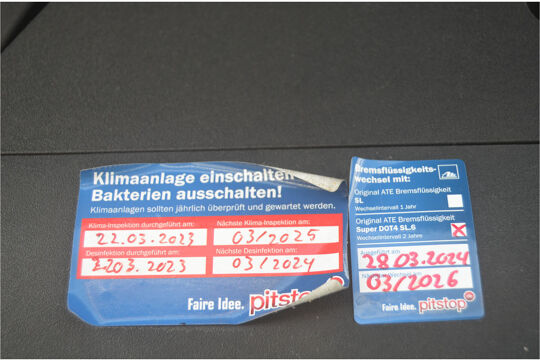 Klimaanlage einschalten
Bakterien ausschalten!
Klimaanlagen sollten jährlich überprüft und gewartet werden.
Klima-Inspektion durchgeführt am:
Nächste Klima-Inspektion am:
22.03.2023
03/2025
Desinfektion durchgeführt am:
Nächste Desinfektion am:
2203.2023
03/2024
Faire Idee. pitstop
Bremsflüssigkeits-
wechsel mit:
ATE
Original ATE Bremsflüssigkeit
SL
Wechselintervall 1 Jahr
Original ATE Bremsflüssigkeit
Super DOT4 SL.6
Wechselintervall 2 Jahre
28.03.2024
03/2026
Faire Idee. pitstop